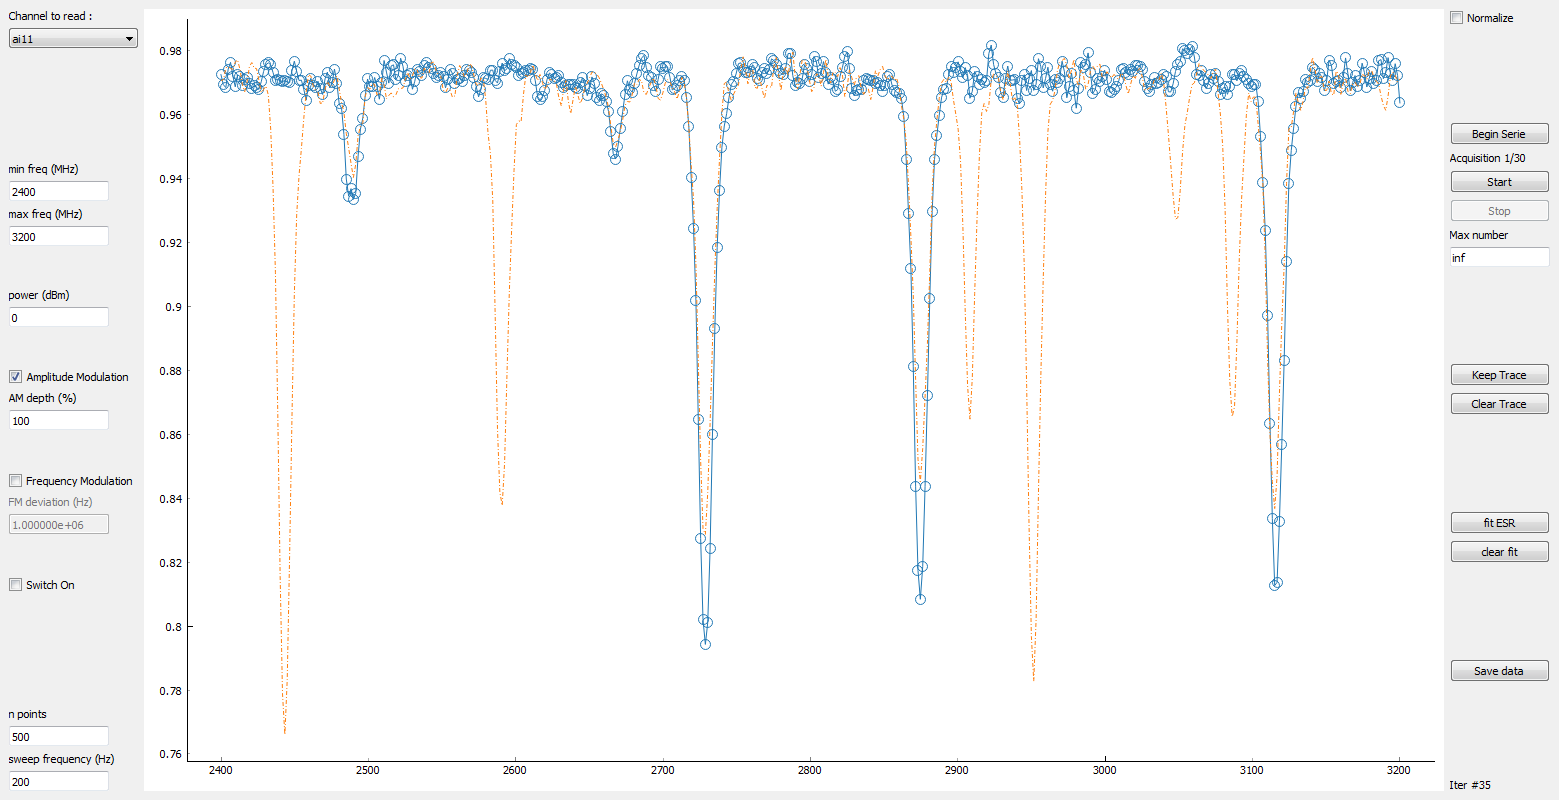 Channel to read :
ai11
min freq (MHz)
2400
max freq (MHz)
3200
power (dBm)
0
Amplitude Modulation
AM depth (%)
100
Frequency Modulation
FM deviation (Hz)
1.000000e+06
Switch On
n points
500
sweep frequency (Hz)
200
0.98
0.96
0.94
0.92
0.9
0.88
0.86
0.84
0.82
0.8
0.78
0.76
2400 2500 2600 2700 2800 2900 3000 3100 3200
Normalize
Begin Serie
Acquisition 1/30
Start
Stop
Max number
inf
Keep Trace
Clear Trace
fit ESR
clear fit
Save data
Iter #35